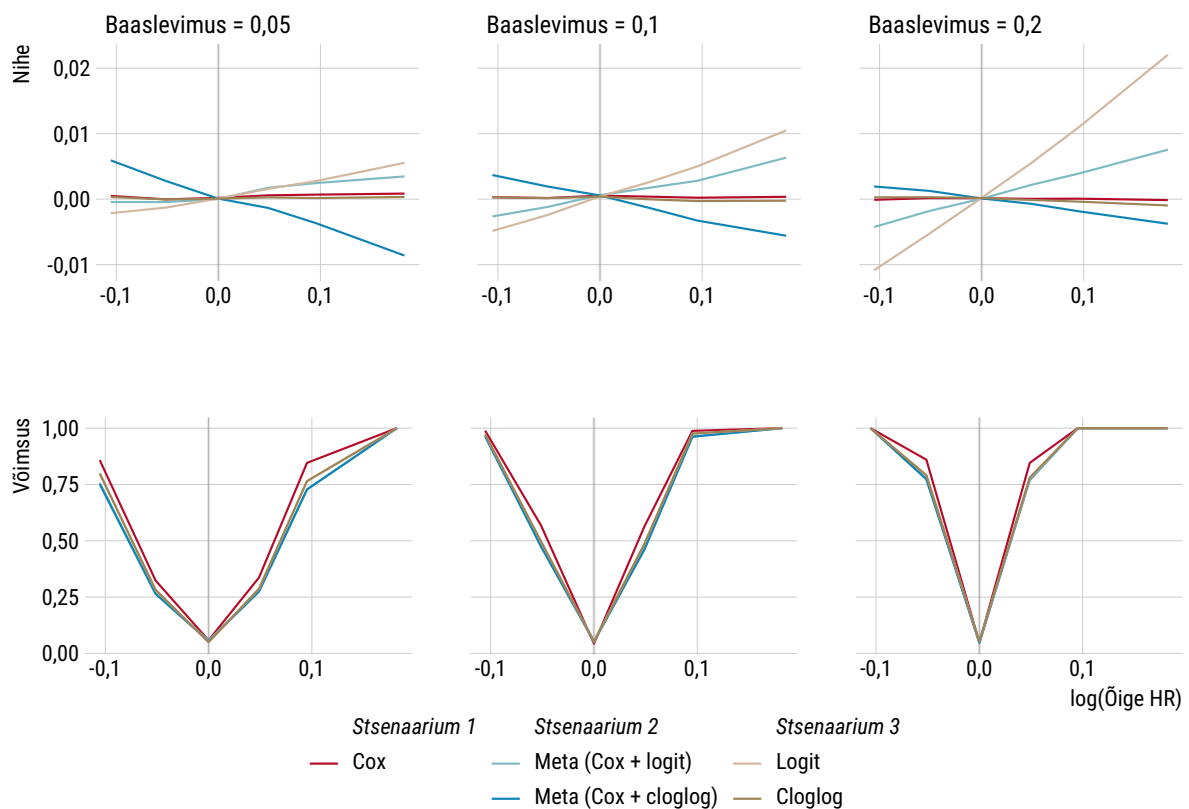 Baaslevimus = 0,05
Baaslevimus = 0,1
Baaslevimus = 0,2
Nihe
0,02
0,01
0,00
-0,01
-0,1 0,0 0,1
-0,1 0,0 0,1
-0,1 0,0 0,1
Võimsus
1,00
0,75
0,50
0,25
0,00
-0,1 0,0 0,1
-0,1 0,0 0,1
-0,1 0,0 0,1
log(Õige HR)
Stsenaarium 1 Stsenaarium 2 Stsenaarium 3
Cox Meta (Cox + logit) Logit
Meta (Cox + cloglog) Cloglog